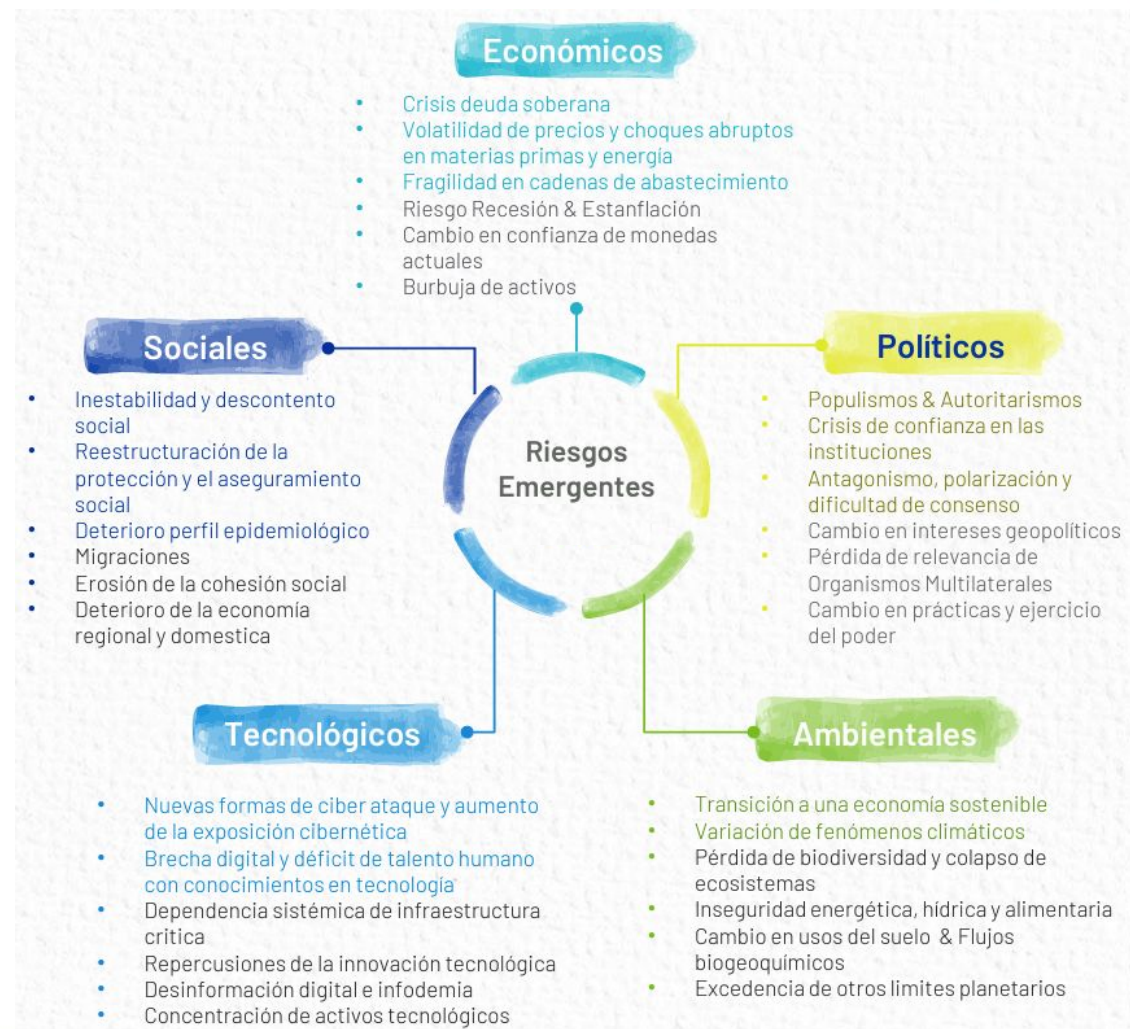 Económicos
• Crisis deuda soberana
• Volatilidad de precios y choques abruptos
en materias primas y energía
• Fragilidad en cadenas de abastecimiento
• Riesgo Recesión & Estanflación
• Cambio en confianza de monedas
actuales
• Burbuja de activos
Sociales
• Inestabilidad y descontento
social
• Reestructuración de la
protección y el aseguramiento
social
• Deterioro perfil epidemiológico
• Migraciones
• Erosión de la cohesión social
• Deterioro de la economía
regional y domestica
Riesgos
Emergentes
Políticos
• Populismos & Autoritarismos
• Crisis de confianza en las
instituciones
• Antagonismo, polarización y
dificultad de consenso
• Cambio en intereses geopolíticos
• Pérdida de relevancia de
Organismos Multilaterales
• Cambio en prácticas y ejercicio
del poder
Tecnológicos
• Nuevas formas de ciber ataque y aumento
de la exposición cibernética
• Brecha digital y déficit de talento humano
con conocimientos en tecnología
• Dependencia sistémica de infraestructura
critica
• Repercusiones de la innovación tecnológica
• Desinformación digital e infodemia
• Concentración de activos tecnológicos
Ambientales
• Transición a una economía sostenible
• Variación de fenómenos climáticos
• Pérdida de biodiversidad y colapso de
ecosistemas
• Inseguridad energética, hídrica y alimentaria
• Cambio en usos del suelo & Flujos
biogeoquímicos
• Excedencia de otros limites planetarios